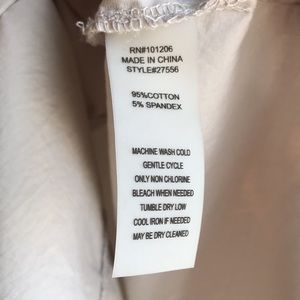 RN#101206
MADE IN CHINA
STYLE#27556
95%COTTON
5% SPANDEX
MACHINE WASH COLD
GENTLE CYCLE
ONLY NON CHLORINE
BLEACH WHEN NEEDED
TUMBLE DRY LOW
COOL IRON IF NEEDED
MAY BE DRY CLEANED